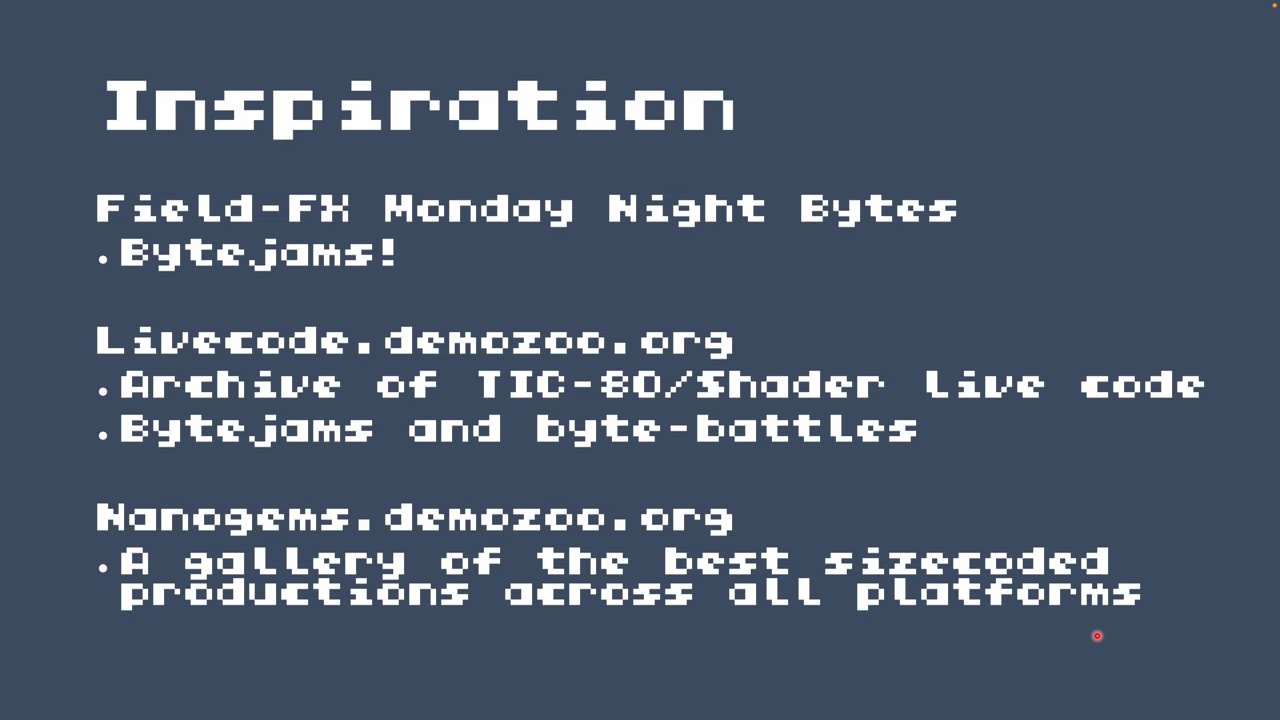 Inspiration
Field-FX Monday Night Bytes
• Bytejams!
Livecode.demozoo.org
• Archive of TIC-80/Shader live code
• Bytejams and byte-battles
Nanogems.demozoo.org
• A gallery of the best sizecoded
productions across all platforms